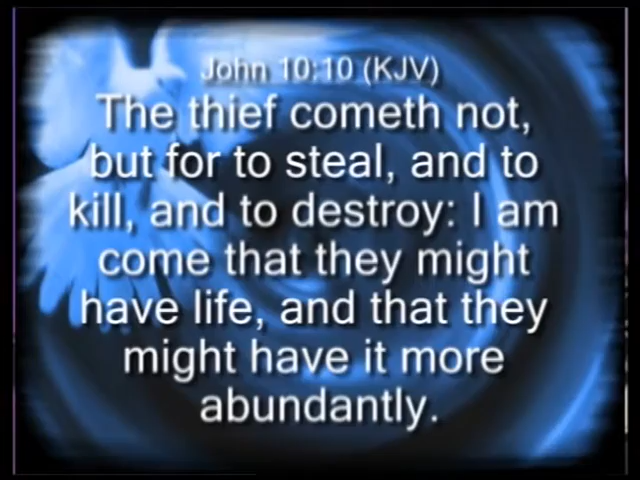 John 10:10 (KJV)
The thief cometh not,
but for to steal, and to
kill, and to destroy: I am
come that they might
have life, and that they
might have it more
abundantly.